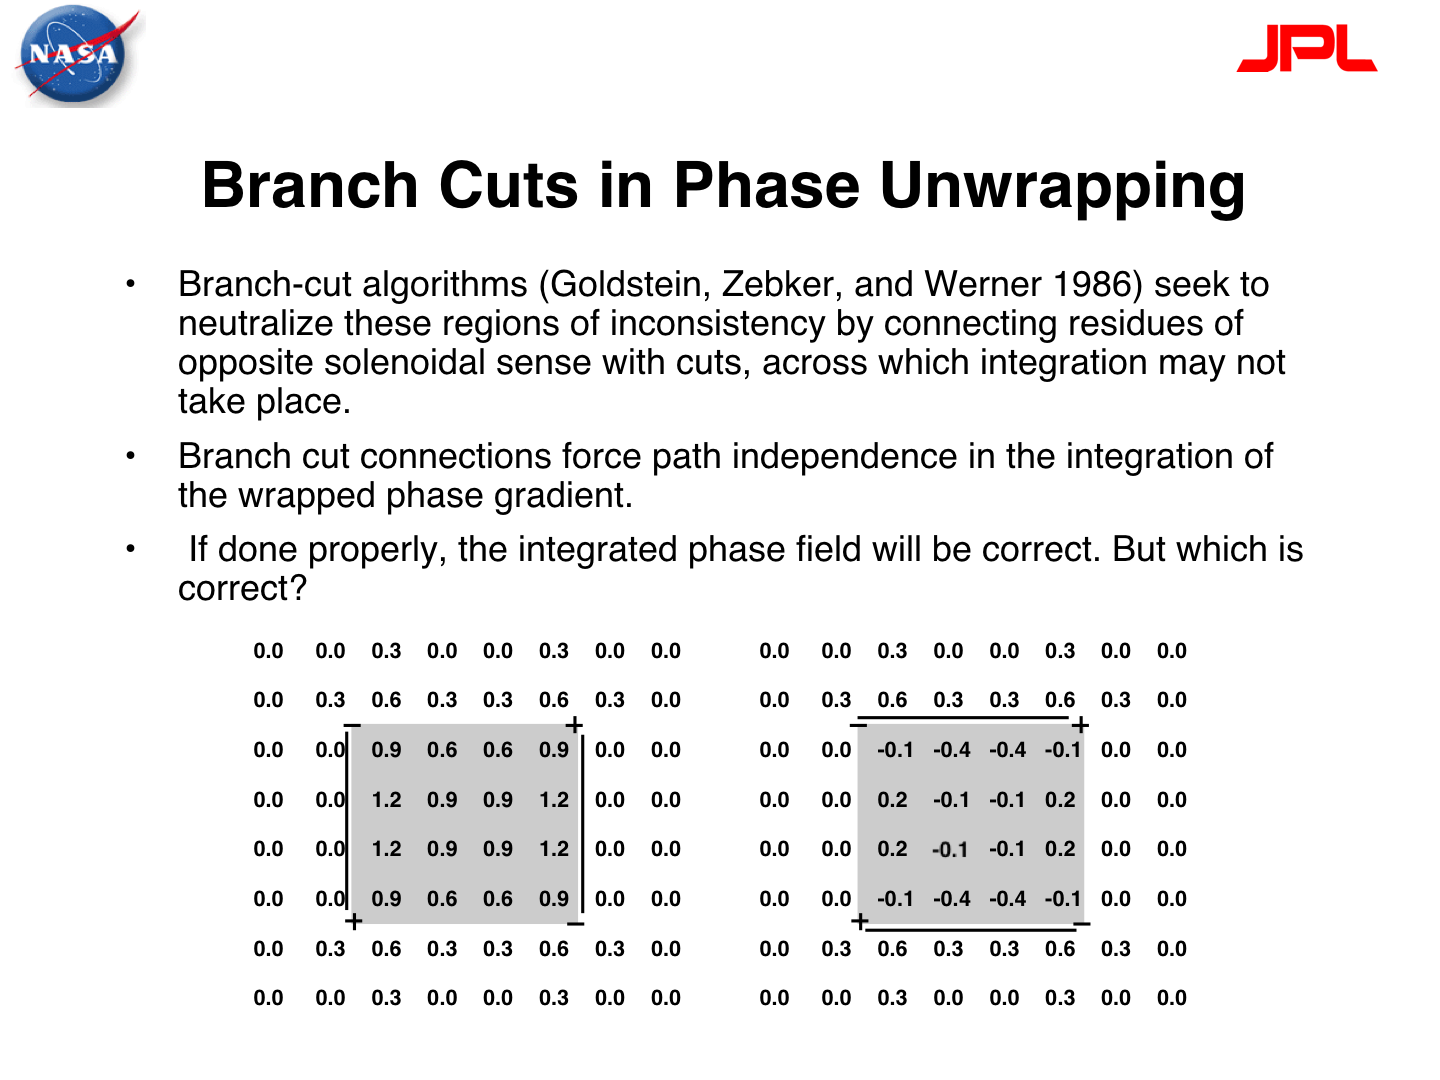 NASA
JPL
Branch Cuts in Phase Unwrapping
• Branch-cut algorithms (Goldstein, Zebker, and Werner 1986) seek to
neutralize these regions of inconsistency by connecting residues of
opposite solenoidal sense with cuts, across which integration may not
take place.
• Branch cut connections force path independence in the integration of
the wrapped phase gradient.
• If done properly, the integrated phase field will be correct. But which is
correct?
0.0 0.0 0.3 0.0 0.0 0.3 0.0 0.0
0.0 0.3 0.6 0.3 0.3 0.6 0.3 0.0
– +
0.0 0.0 0.9 0.6 0.6 0.9 0.0 0.0
0.0 0.0 1.2 0.9 0.9 1.2 0.0 0.0
0.0 0.0 1.2 0.9 0.9 1.2 0.0 0.0
0.0 0.0 0.9 0.6 0.6 0.9 0.0 0.0
+ –
0.0 0.3 0.6 0.3 0.3 0.6 0.3 0.0
0.0 0.0 0.3 0.0 0.0 0.3 0.0 0.0
0.0 0.0 0.3 0.0 0.0 0.3 0.0 0.0
0.0 0.3 0.6 0.3 0.3 0.6 0.3 0.0
– +
0.0 0.0 -0.1 -0.4 -0.4 -0.1 0.0 0.0
0.0 0.0 0.2 -0.1 -0.1 0.2 0.0 0.0
0.0 0.0 0.2 -0.1 -0.1 0.2 0.0 0.0
0.0 0.0 -0.1 -0.4 -0.4 -0.1 0.0 0.0
+ –
0.0 0.3 0.6 0.3 0.3 0.6 0.3 0.0
0.0 0.0 0.3 0.0 0.0 0.3 0.0 0.0